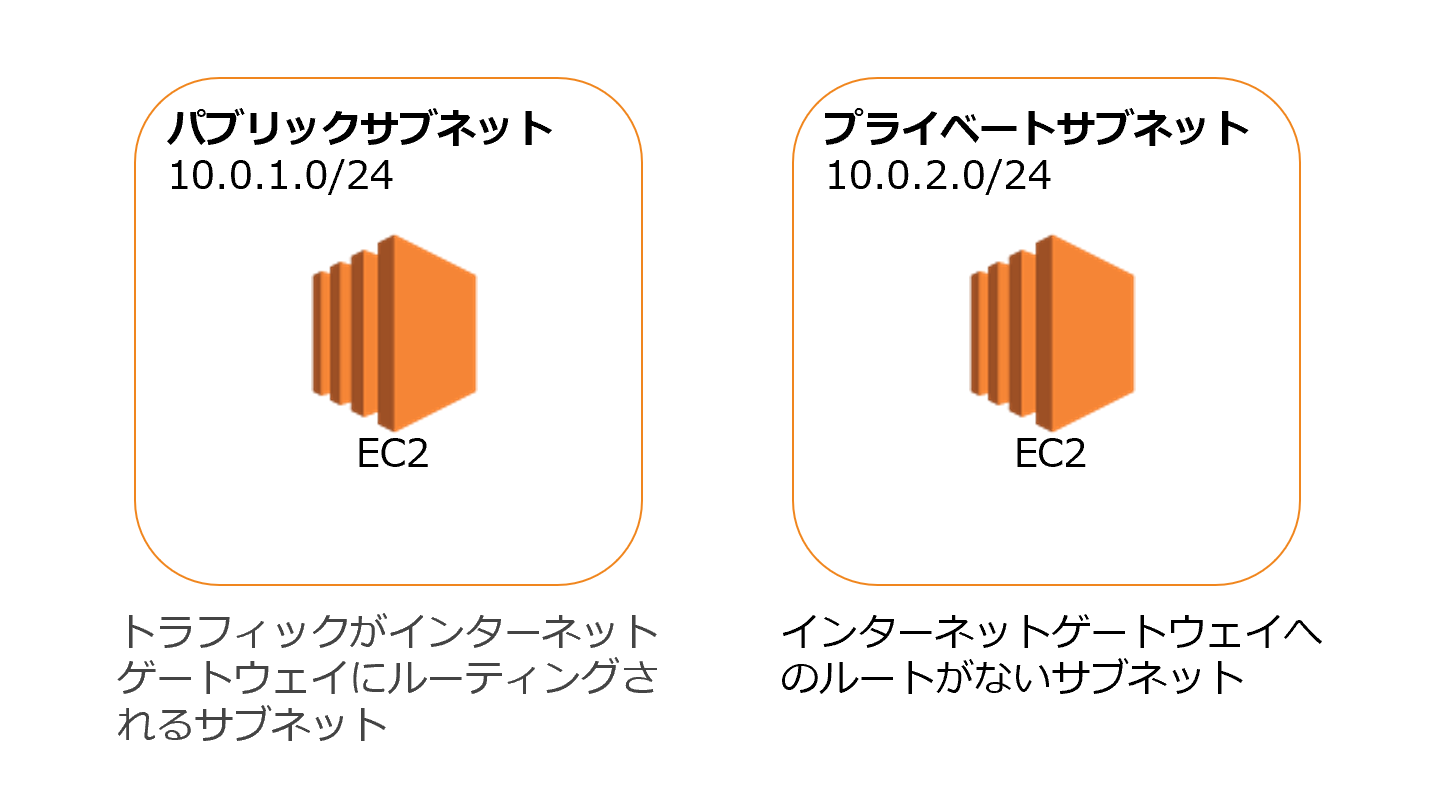 パブリックサブネット
10.0.1.0/24
EC2
トラフィックがインターネット
ゲートウェイにルーティングさ
れるサブネット
プライベートサブネット
10.0.2.0/24
EC2
インターネットゲートウェイへ
のルートがないサブネット